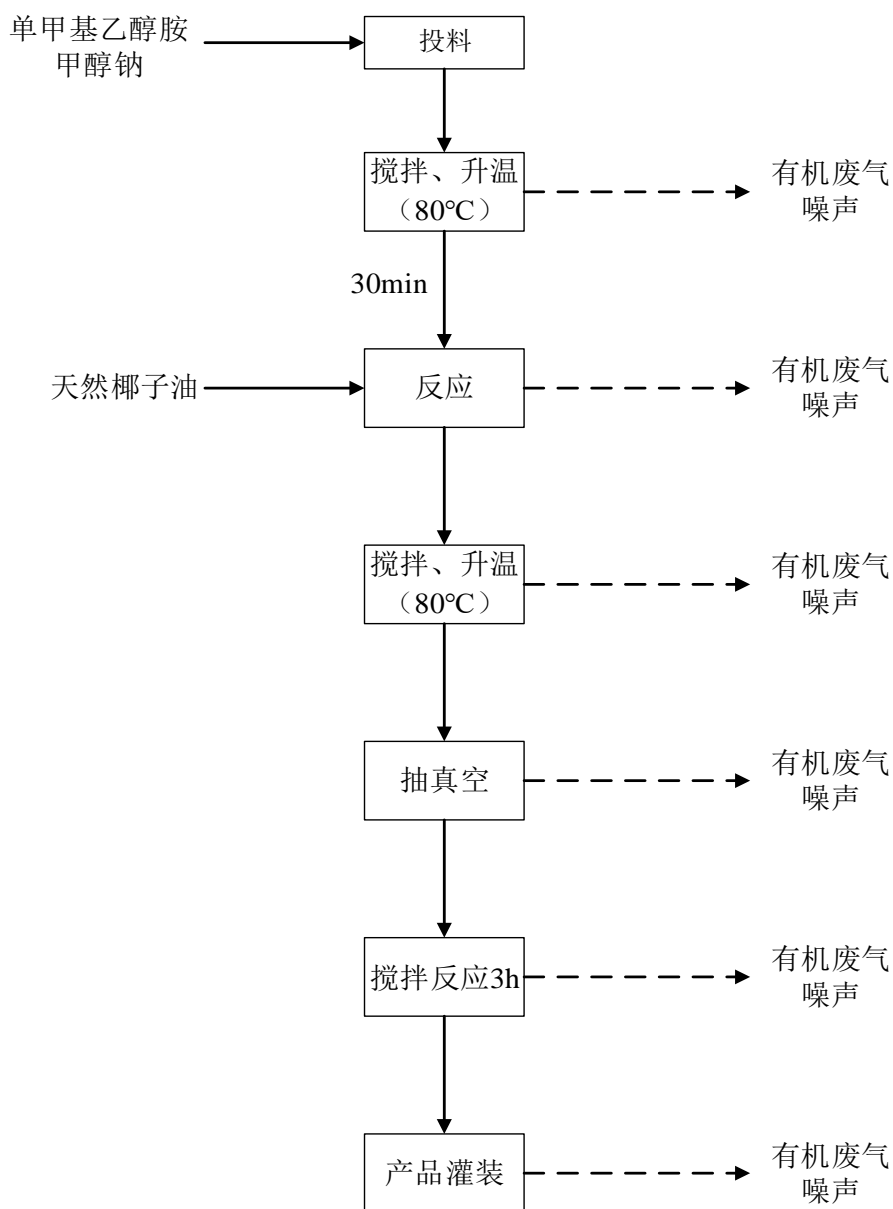 单甲基乙醇胺
甲醇钠
投料
搅拌、升温
（80℃）
有机废气
噪声
30min
天然椰子油
反应
有机废气
噪声
搅拌、升温
（80℃）
有机废气
噪声
抽真空
有机废气
噪声
搅拌反应3h
有机废气
噪声
产品灌装
有机废气
噪声